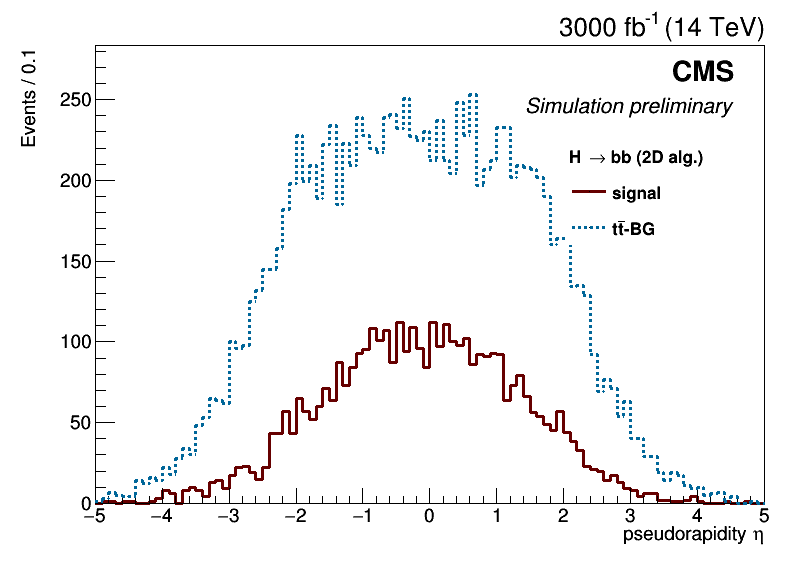 3000 fb⁻¹ (14 TeV)
Events / 0.1
CMS
Simulation preliminary
H → bb (2D alg.)
signal
tt̄-BG
250
200
150
100
50
0
−5 −4 −3 −2 −1 0 1 2 3 4 5
pseudorapidity η